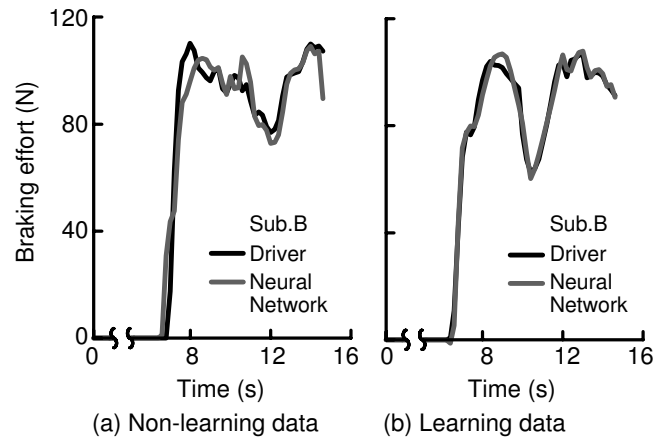 Braking effort (N)
120
80
40
0
Sub.B
Driver
Neural
Network
0
8
12
16
Time (s)
(a) Non-learning data
Sub.B
Driver
Neural
Network
0
8
12
16
Time (s)
(b) Learning data